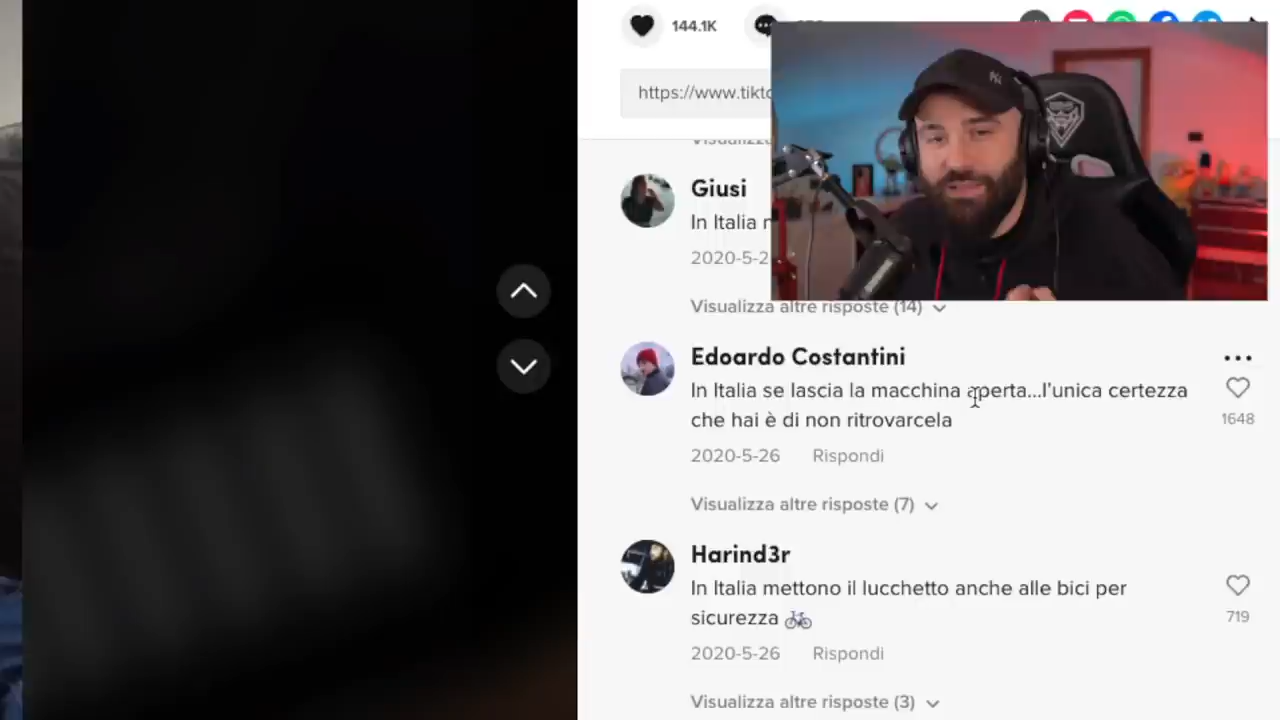 144.1K
https://www.tikto
Giusi
In Italia
2020-5-2
Visualizza altre risposte (14)
Edoardo Costantini
In Italia se lascia la macchina aperta...l'unica certezza
che hai è di non ritrovarcela
1648
2020-5-26 Rispondi
Visualizza altre risposte (7)
Harind3r
In Italia mettono il lucchetto anche alle bici per
sicurezza 🚲
719
2020-5-26 Rispondi
Visualizza altre risposte (3)